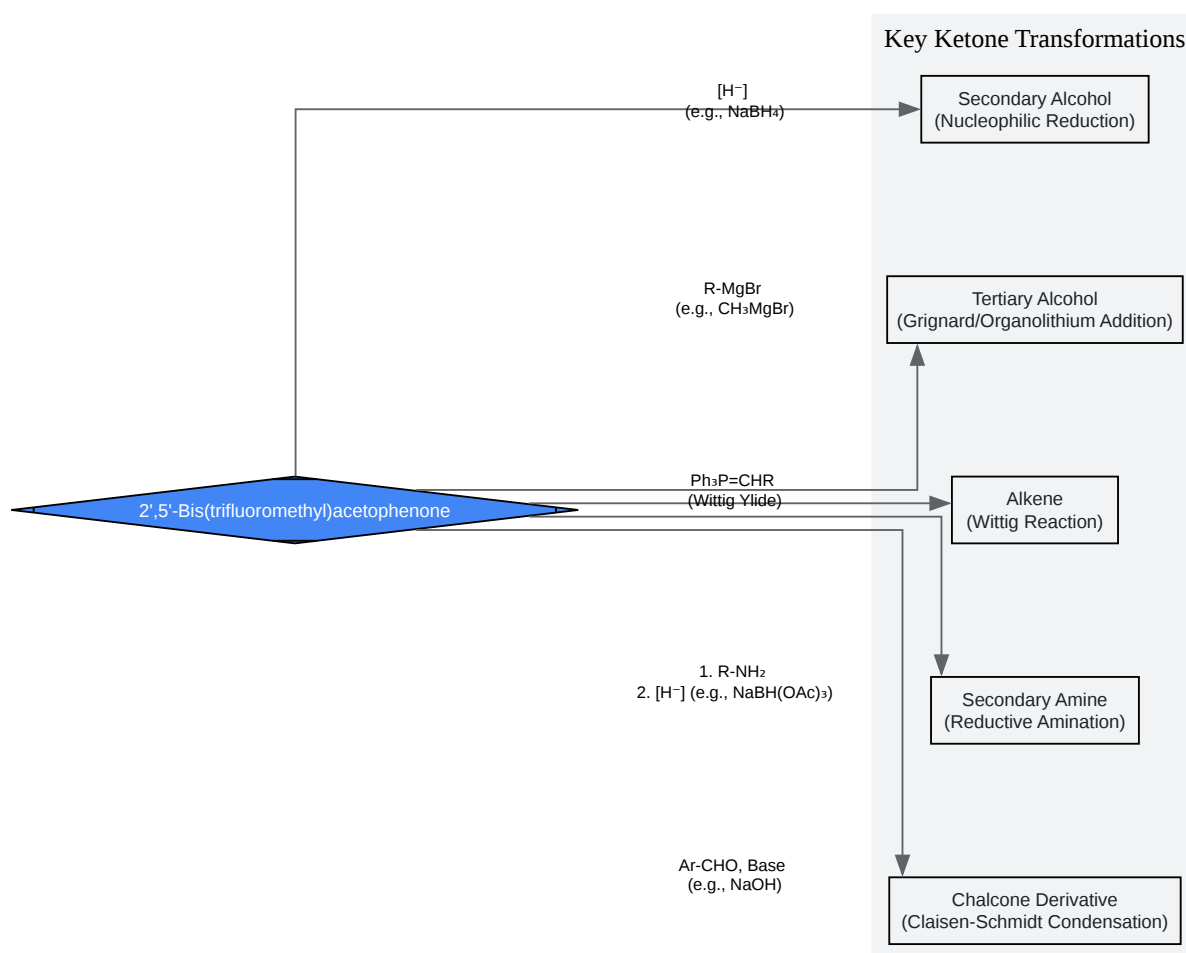 Key Ketone Transformations
[H⁻]
(e.g., NaBH₄)
Secondary Alcohol
(Nucleophilic Reduction)
R-MgBr
(e.g., CH₃MgBr)
Tertiary Alcohol
(Grignard/Organolithium Addition)
2',5'-Bis(trifluoromethyl)acetophenone
Ph₃P=CHR
(Wittig Ylide)
Alkene
(Wittig Reaction)
1. R-NH₂
2. [H⁻] (e.g., NaBH(OAc)₃)
Secondary Amine
(Reductive Amination)
Ar-CHO, Base
(e.g., NaOH)
Chalcone Derivative
(Claisen-Schmidt Condensation)